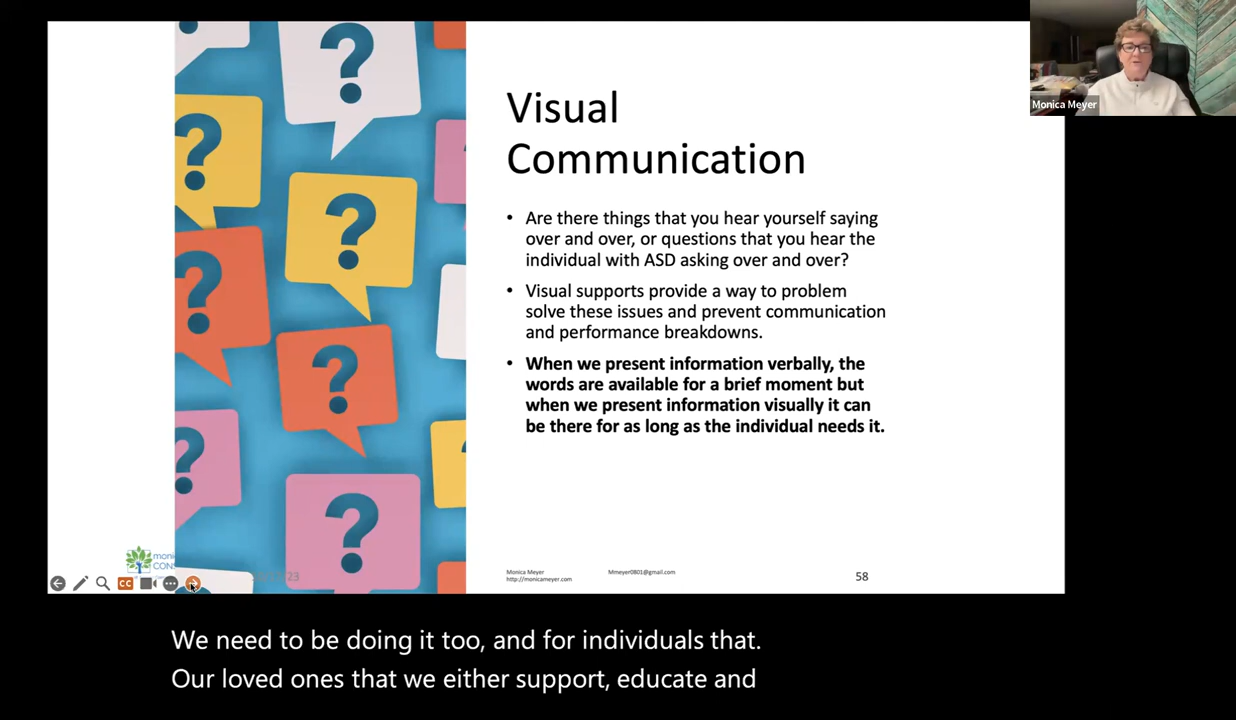 Visual
Communication
• Are there things that you hear yourself saying
over and over, or questions that you hear the
individual with ASD asking over and over?
• Visual supports provide a way to problem
solve these issues and prevent communication
and performance breakdowns.
• When we present information verbally, the
words are available for a brief moment but
when we present information visually it can
be there for as long as the individual needs it.
Monica Meyer
http://monicameyer.com
Mmeyer0801@gmail.com
58
Monica Meyer
? ? ? ? ? ? ? ?
CC
We need to be doing it too, and for individuals that.
Our loved ones that we either support, educate and